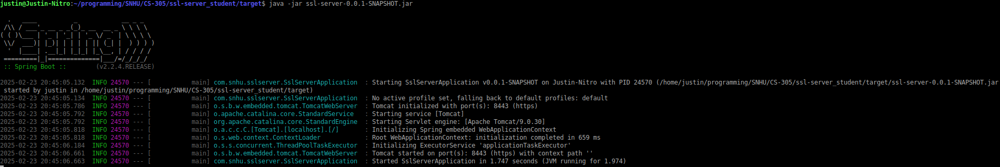 justin@Justin-Nitro:~/programming/SNHU/CS-305/ssl-server_student/target$ java -jar ssl-server-0.0.1-SNAPSHOT.jar

  .   ____          _            __ _ _
 /\\ / ___'_ __ _ _(_)_ __  __ _ \ \ \ \
( ( )\___ | '_ | '_| | '_ \/ _` | \ \ \ \
 \\/  ___)| |_)| | | | | || (_| |  ) ) ) )
  '  |____| .__|_| |_|_| |_\__, | / / / /
 =========|_|==============|___/=/_/_/_/
 :: Spring Boot ::        (v2.2.4.RELEASE)

2025-02-23 20:45:05.132  INFO 24570 --- [           main] com.snhu.sslserver.SslServerApplication  : Starting SslServerApplication v0.0.1-SNAPSHOT on Justin-Nitro with PID 24570 (/home/justin/programming/SNHU/CS-305/ssl-server_student/target/ssl-server-0.0.1-SNAPSHOT.jar
 started by justin in /home/justin/programming/SNHU/CS-305/ssl-server_student/target)
2025-02-23 20:45:05.134  INFO 24570 --- [           main] com.snhu.sslserver.SslServerApplication  : No active profile set, falling back to default profiles: default
2025-02-23 20:45:05.786  INFO 24570 --- [           main] o.s.b.w.embedded.tomcat.TomcatWebServer  : Tomcat initialized with port(s): 8443 (https)
2025-02-23 20:45:05.792  INFO 24570 --- [           main] o.apache.catalina.core.StandardService   : Starting service [Tomcat]
2025-02-23 20:45:05.792  INFO 24570 --- [           main] org.apache.catalina.core.StandardEngine  : Starting Servlet engine: [Apache Tomcat/9.0.30]
2025-02-23 20:45:05.818  INFO 24570 --- [           main] o.a.c.c.C.[Tomcat].[localhost].[/]       : Initializing Spring embedded WebApplicationContext
2025-02-23 20:45:05.818  INFO 24570 --- [           main] o.s.web.context.ContextLoader            : Root WebApplicationContext: initialization completed in 659 ms
2025-02-23 20:45:06.184  INFO 24570 --- [           main] o.s.s.concurrent.ThreadPoolTaskExecutor  : Initializing ExecutorService 'applicationTaskExecutor'
2025-02-23 20:45:06.661  INFO 24570 --- [           main] o.s.b.w.embedded.tomcat.TomcatWebServer  : Tomcat started on port(s): 8443 (https) with context path ''
2025-02-23 20:45:06.663  INFO 24570 --- [           main] com.snhu.sslserver.SslServerApplication  : Started SslServerApplication in 1.747 seconds (JVM running for 1.974)